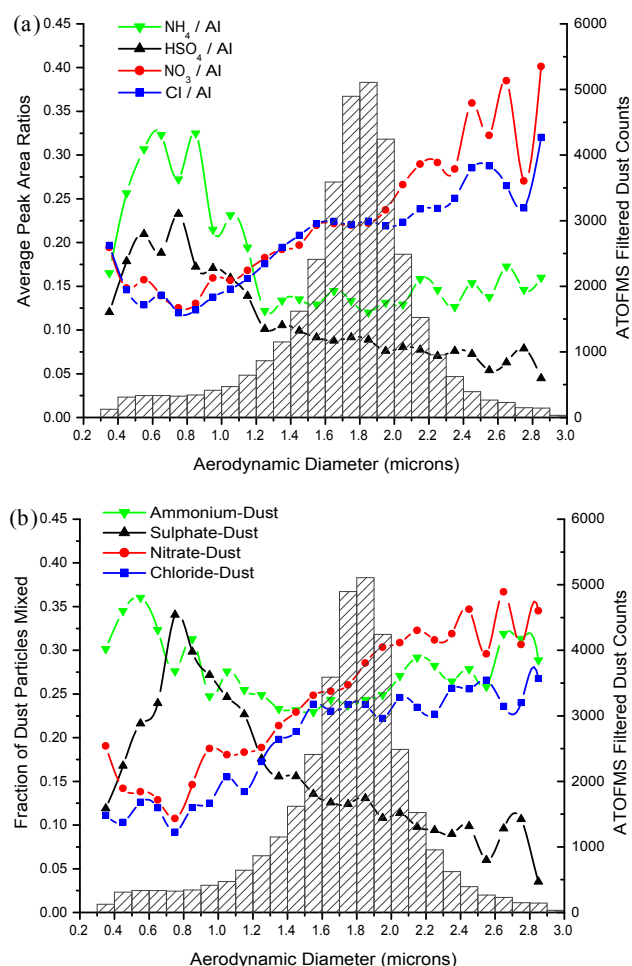 (a)
NH4 / Al
HSO4 / Al
NO3 / Al
Cl / Al
Average Peak Area Ratios
0.45
0.40
0.35
0.30
0.25
0.20
0.15
0.10
0.05
0.00
ATOFMS Filtered Dust Counts
6000
5000
4000
3000
2000
1000
0
0.2 0.4 0.6 0.8 1.0 1.2 1.4 1.6 1.8 2.0 2.2 2.4 2.6 2.8 3.0
Aerodynamic Diameter (microns)
(b)
Ammonium-Dust
Sulphate-Dust
Nitrate-Dust
Chloride-Dust
Fraction of Dust Particles Mixed
0.45
0.40
0.35
0.30
0.25
0.20
0.15
0.10
0.05
0.00
ATOFMS Filtered Dust Counts
6000
5000
4000
3000
2000
1000
0
0.2 0.4 0.6 0.8 1.0 1.2 1.4 1.6 1.8 2.0 2.2 2.4 2.6 2.8 3.0
Aerodynamic Diameter (microns)